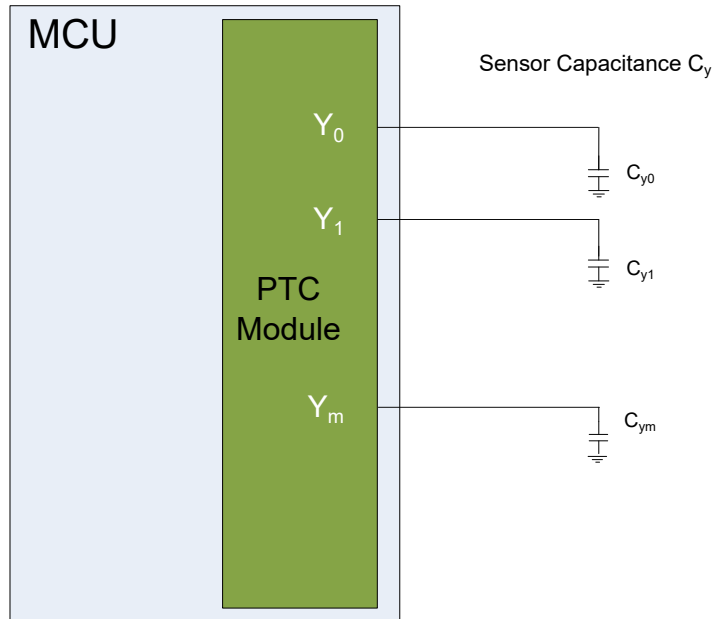 MCU
Sensor Capacitance Cy
Y0
Cy0
Y1
Cy1
PTC
Module
Ym
Cym